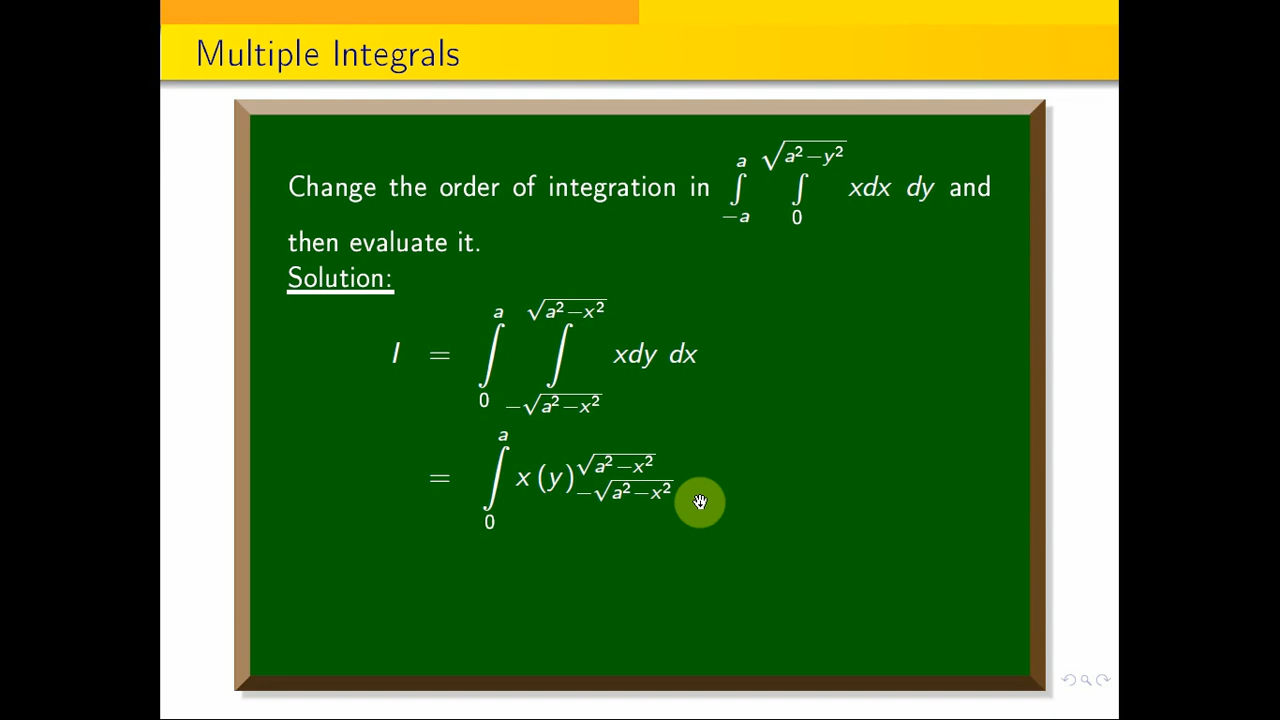 Multiple Integrals
Change the order of integration in ∫_{−a}^{a} ∫_{0}^{√(a²−y²)} xdx dy and
then evaluate it.
Solution:
I = ∫_{0}^{a} ∫_{−√(a²−x²)}^{√(a²−x²)} xdy dx
= ∫_{0}^{a} x (y)_{−√(a²−x²)}^{√(a²−x²)}